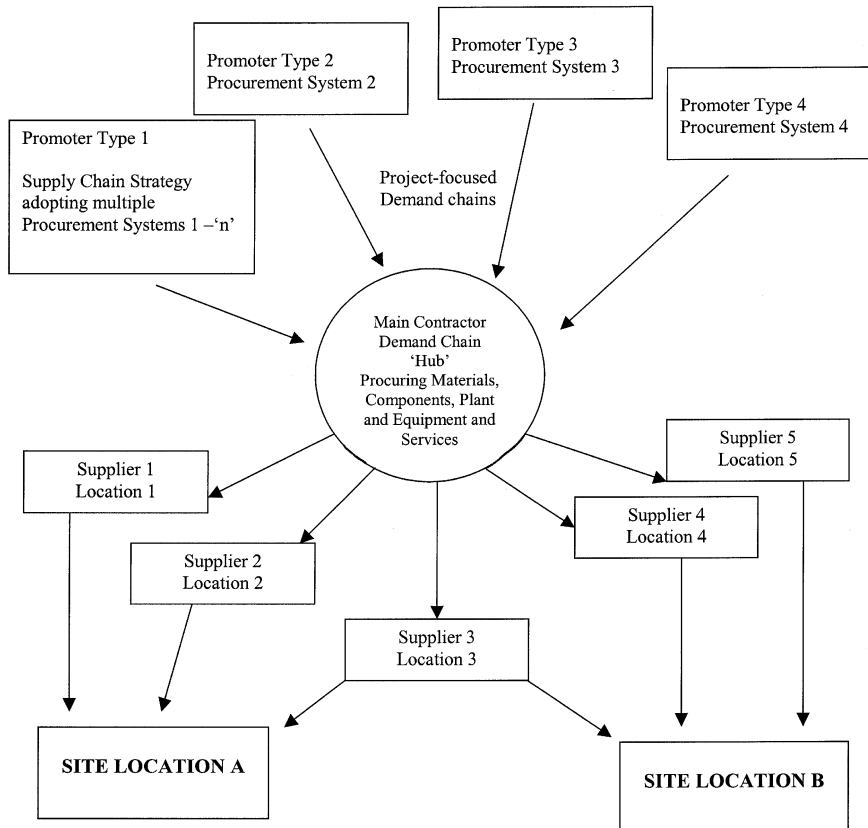 Promoter Type 2
Procurement System 2
Promoter Type 3
Procurement System 3
Promoter Type 4
Procurement System 4
Promoter Type 1
Supply Chain Strategy
adopting multiple
Procurement Systems 1 –‘n’
Project-focused
Demand chains
Main Contractor
Demand Chain
‘Hub’
Procuring Materials,
Components, Plant
and Equipment and
Services
Supplier 1
Location 1
Supplier 2
Location 2
Supplier 3
Location 3
Supplier 4
Location 4
Supplier 5
Location 5
SITE LOCATION A
SITE LOCATION B